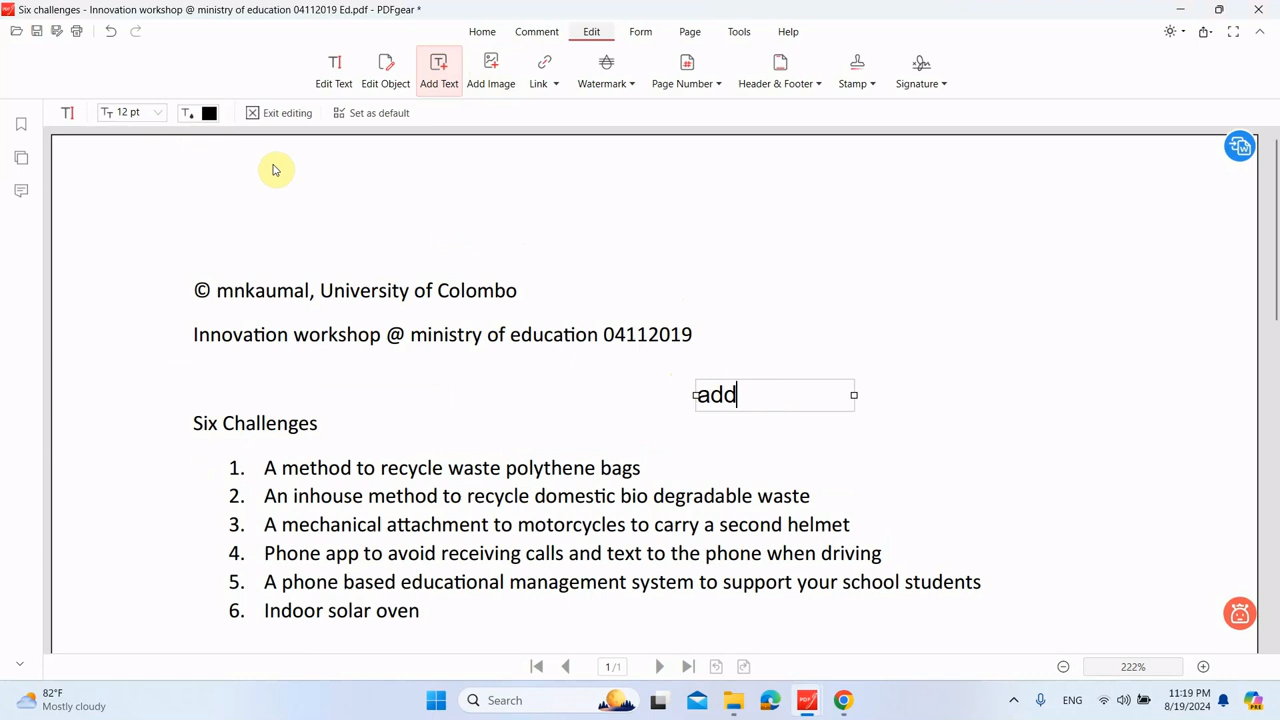 Six challenges - Innovation workshop @ ministry of education 04112019 Ed.pdf - PDFgear *
Home Comment Edit Form Page Tools Help
Edit Text Edit Object Add Text Add Image Link Watermark Page Number Header & Footer Stamp Signature
12 pt Exit editing Set as default
© mnkaumal, University of Colombo
Innovation workshop @ ministry of education 04112019
add
Six Challenges
1. A method to recycle waste polythene bags
2. An inhouse method to recycle domestic bio degradable waste
3. A mechanical attachment to motorcycles to carry a second helmet
4. Phone app to avoid receiving calls and text to the phone when driving
5. A phone based educational management system to support your school students
6. Indoor solar oven
1/1 222%
82°F
Mostly cloudy
Search
ENG
11:19 PM
8/19/2024